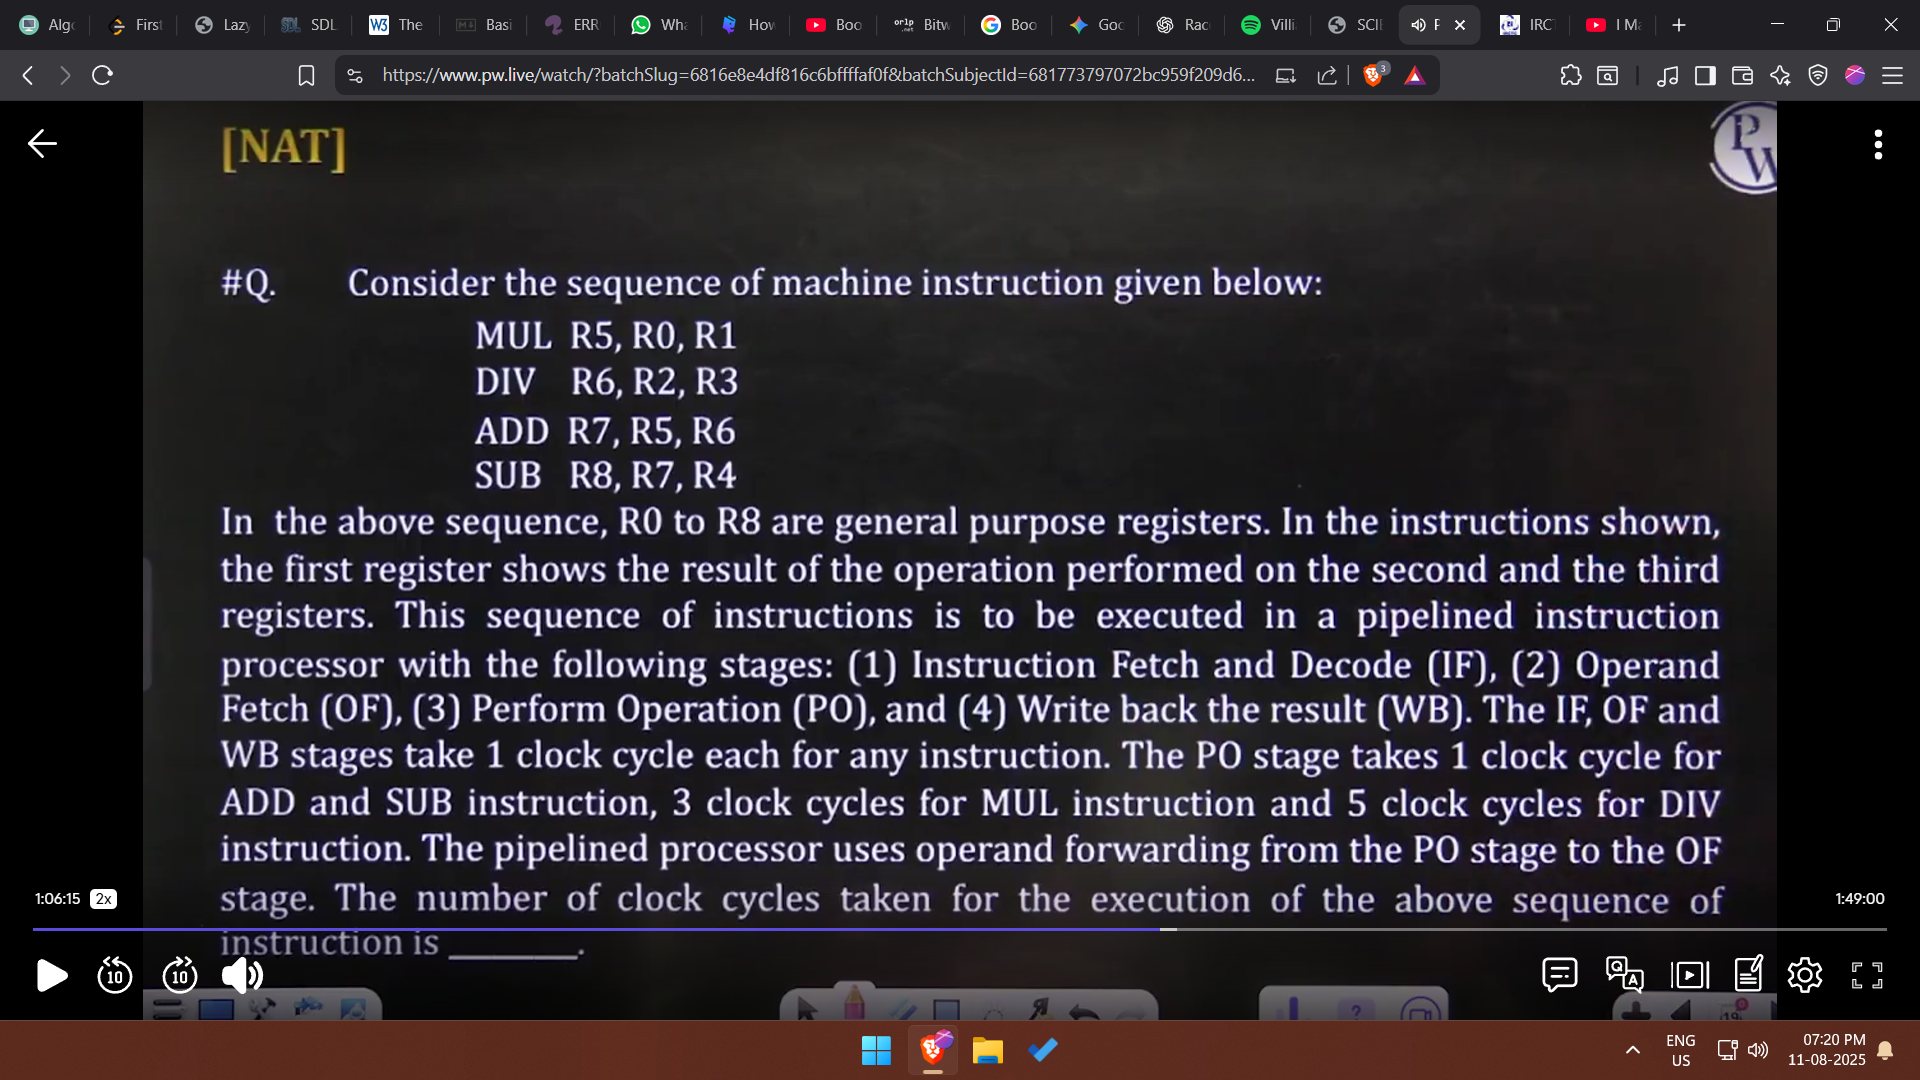 Algo
First
Lazy
SDL
W3 The
Basi
ERR
Wha
How
Boo
orlp .net Bitw
Boo
Goo
Rac
Villi
SCIE
IRCT
I Ma
https://www.pw.live/watch/?batchSlug=6816e8e4df816c6bffffaf0f&batchSubjectId=681773797072bc959f209d6...
3
[NAT]
PW
#Q. Consider the sequence of machine instruction given below:
MUL R5, R0, R1
DIV R6, R2, R3
ADD R7, R5, R6
SUB R8, R7, R4
In the above sequence, R0 to R8 are general purpose registers. In the instructions shown,
the first register shows the result of the operation performed on the second and the third
registers. This sequence of instructions is to be executed in a pipelined instruction
processor with the following stages: (1) Instruction Fetch and Decode (IF), (2) Operand
Fetch (OF), (3) Perform Operation (PO), and (4) Write back the result (WB). The IF, OF and
WB stages take 1 clock cycle each for any instruction. The PO stage takes 1 clock cycle for
ADD and SUB instruction, 3 clock cycles for MUL instruction and 5 clock cycles for DIV
instruction. The pipelined processor uses operand forwarding from the PO stage to the OF
stage. The number of clock cycles taken for the execution of the above sequence of
instruction is ________.
1:06:15 2x
1:49:00
10
10
Q A
ENG
US
07:20 PM
11-08-2025